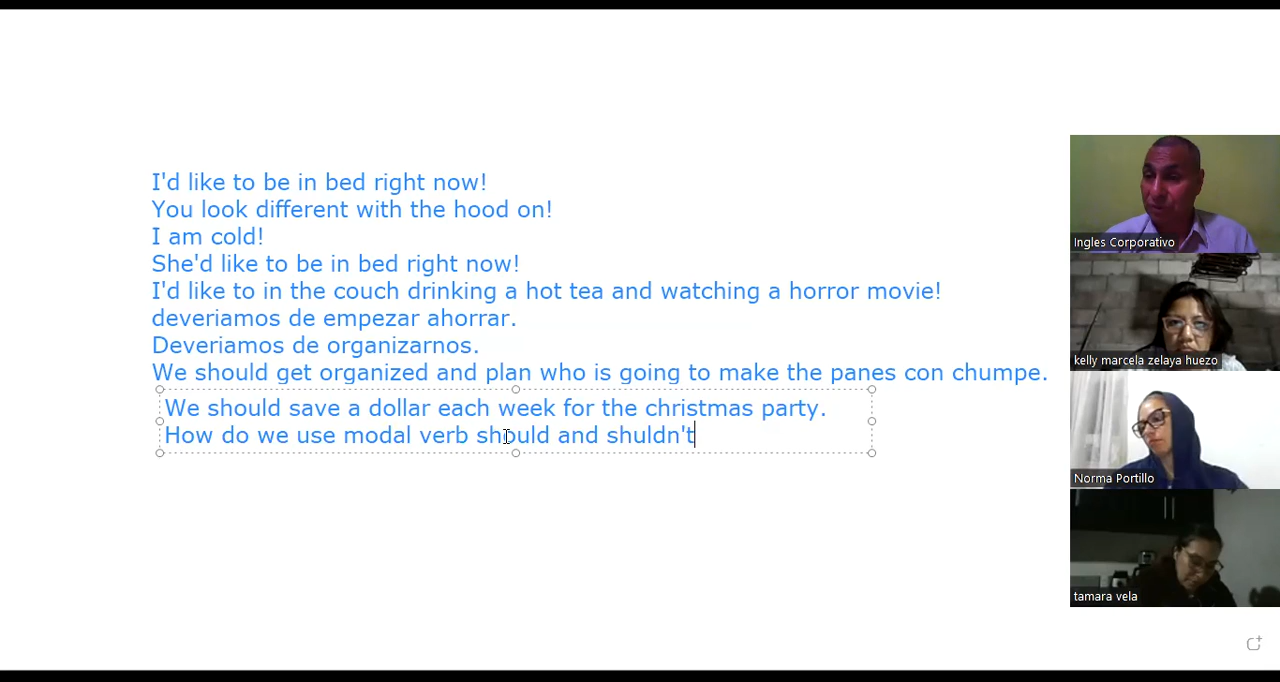 I'd like to be in bed right now!
You look different with the hood on!
I am cold!
She'd like to be in bed right now!
I'd like to in the couch drinking a hot tea and watching a horror movie!
deveriamos de empezar ahorrar.
Deveriamos de organizarnos.
We should get organized and plan who is going to make the panes con chumpe.
We should save a dollar each week for the christmas party.
How do we use modal verb should and shuldn't
Ingles Corporativo
kelly marcela zelaya huezo
Norma Portillo
tamara vela